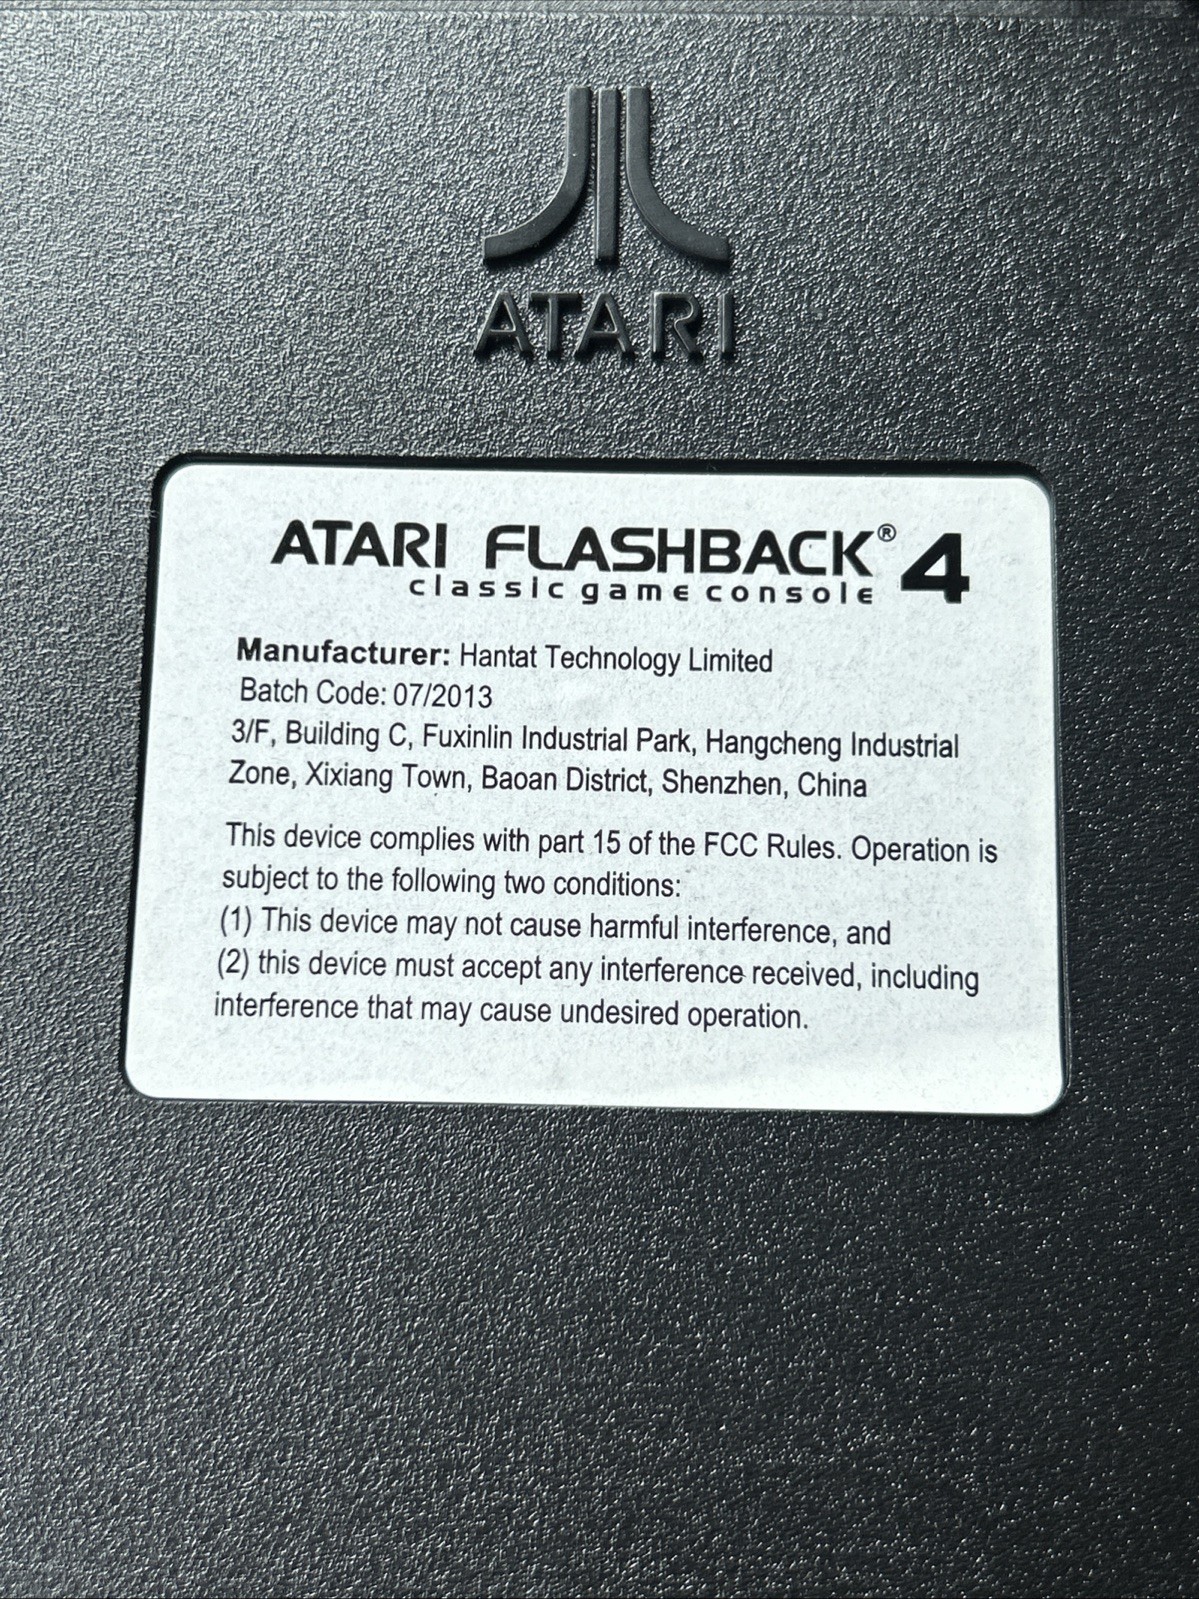 ATARI
ATARI FLASHBACK® 4
classic game console
Manufacturer: Hantat Technology Limited
Batch Code: 07/2013
3/F, Building C, Fuxinlin Industrial Park, Hangcheng Industrial
Zone, Xixiang Town, Baoan District, Shenzhen, China
This device complies with part 15 of the FCC Rules. Operation is
subject to the following two conditions:
(1) This device may not cause harmful interference, and
(2) this device must accept any interference received, including
interference that may cause undesired operation.